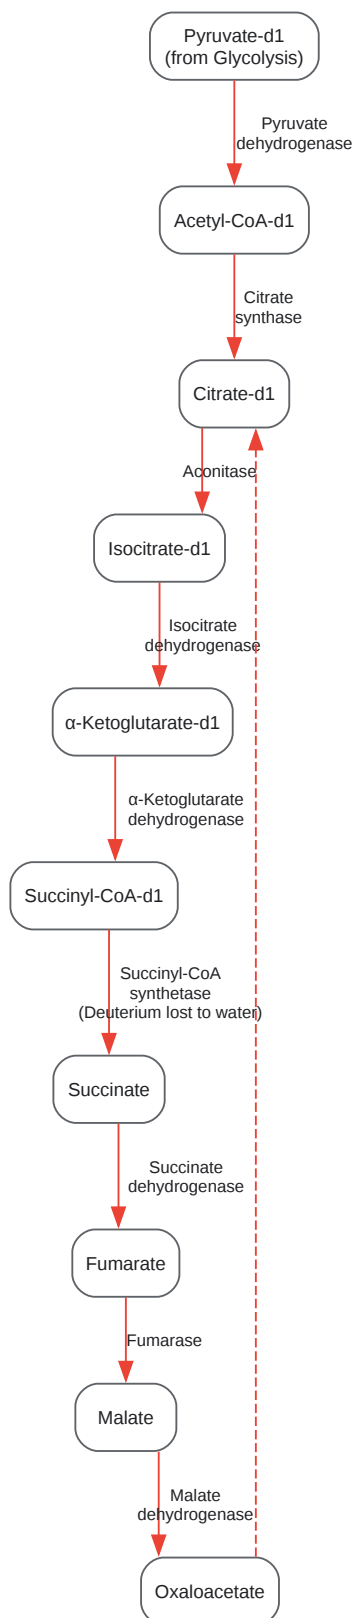 Pyruvate-d1
(from Glycolysis)
Pyruvate
dehydrogenase
Acetyl-CoA-d1
Citrate
synthase
Citrate-d1
Aconitase
Isocitrate-d1
Isocitrate
dehydrogenase
α-Ketoglutarate-d1
α-Ketoglutarate
dehydrogenase
Succinyl-CoA-d1
Succinyl-CoA
synthetase
(Deuterium lost to water)
Succinate
Succinate
dehydrogenase
Fumarate
Fumarase
Malate
Malate
dehydrogenase
Oxaloacetate